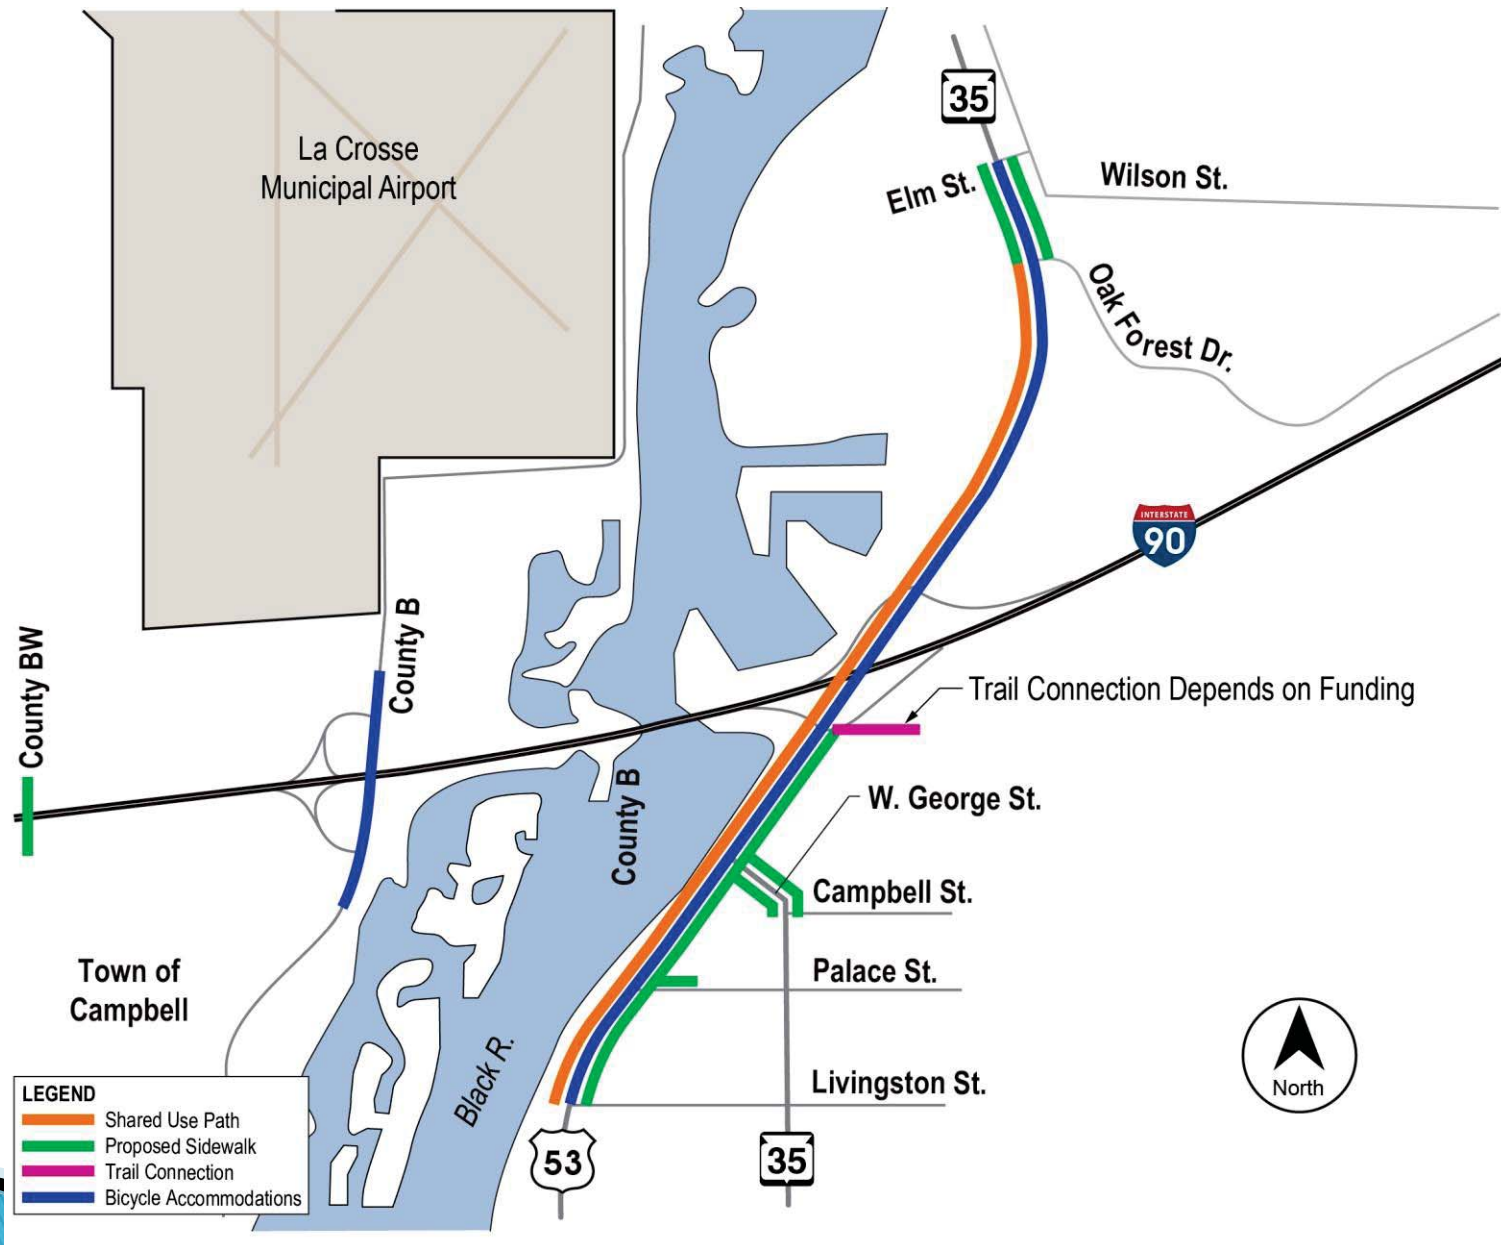 35
La Crosse
Municipal Airport
Wilson St.
Elm St.
Oak Forest Dr.
INTERSTATE
90
County B
County BW
Trail Connection Depends on Funding
County B
W. George St.
Campbell St.
Town of
Campbell
Palace St.
Black R.
Livingston St.
North
LEGEND
Shared Use Path
Proposed Sidewalk
Trail Connection
Bicycle Accommodations
53
35